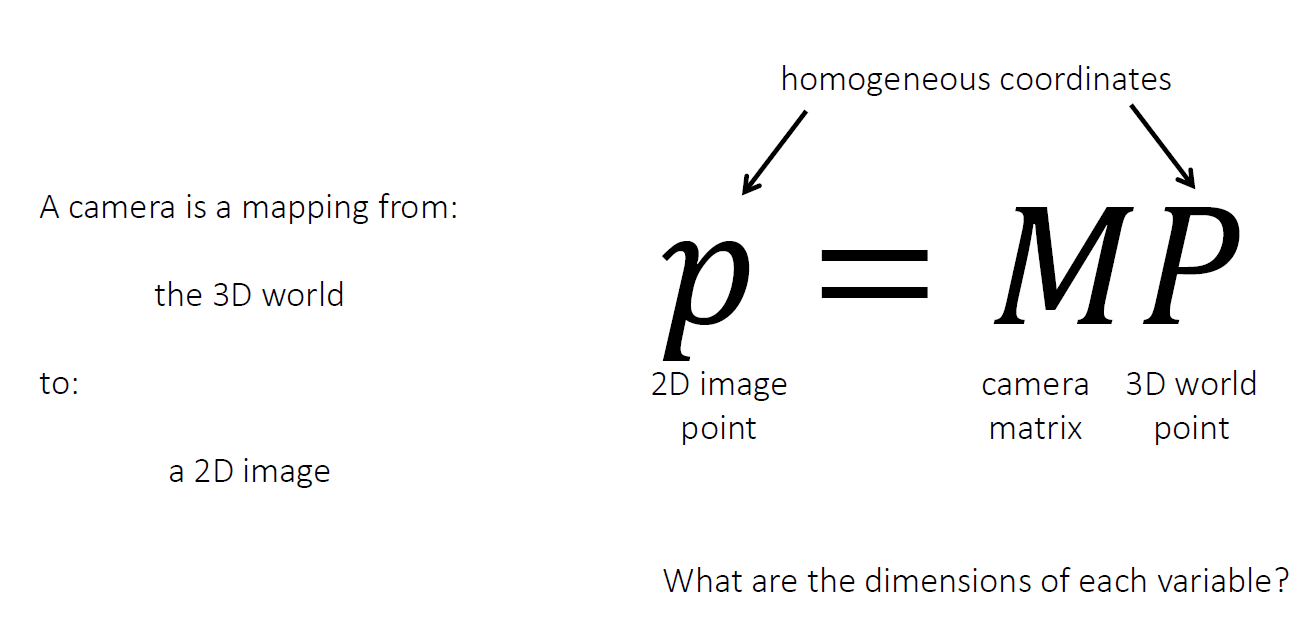 A camera is a mapping from:
the 3D world
to:
a 2D image
homogeneous coordinates
p = MP
2D image
point
camera
matrix
3D world
point
What are the dimensions of each variable?